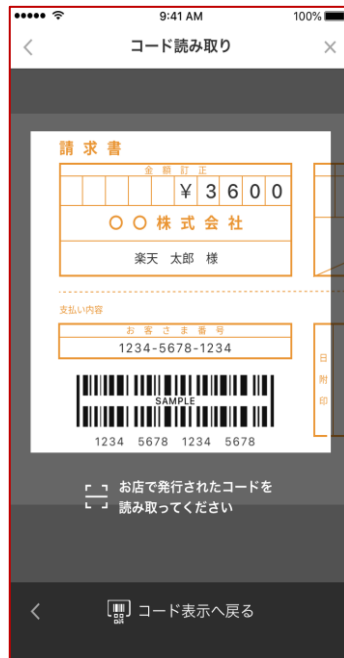 9:41 AM 100%
コード読み取り
請求書
金額訂正
¥3600
〇〇株式会社
楽天 太郎 様
支払い内容
お客さま番号
1234-5678-1234
日附印
SAMPLE
1234 5678 1234 5678
お店で発行されたコードを
読み取ってください
コード表示へ戻る